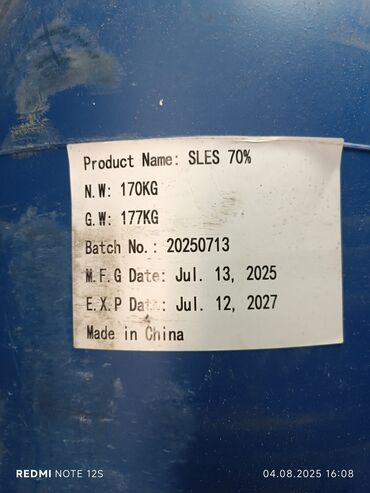 Product Name: SLES 70%
N.W: 170KG
G.W: 177KG
Batch No.: 20250713
M.F.G Date: Jul. 13, 2025
E.X.P Date: Jul. 12, 2027
Made in China
REDMI NOTE 12S
04.08.2025 16:08